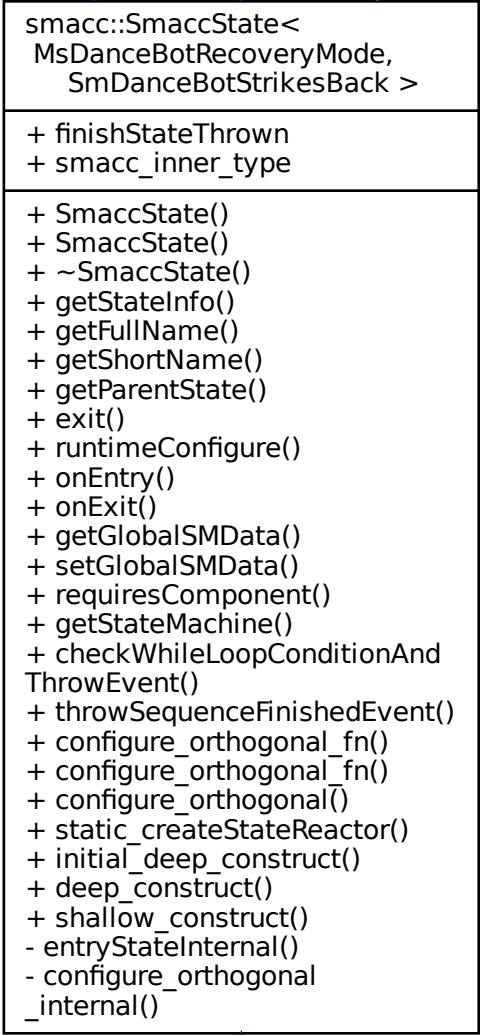 smacc::SmaccState<
MsDanceBotRecoveryMode,
SmDanceBotStrikesBack >
+ finishStateThrown
+ smacc_inner_type
+ SmaccState()
+ SmaccState()
+ ~SmaccState()
+ getStateInfo()
+ getFullName()
+ getShortName()
+ getParentState()
+ exit()
+ runtimeConfigure()
+ onEntry()
+ onExit()
+ getGlobalSMData()
+ setGlobalSMData()
+ requiresComponent()
+ getStateMachine()
+ checkWhileLoopConditionAnd
ThrowEvent()
+ throwSequenceFinishedEvent()
+ configure_orthogonal_fn()
+ configure_orthogonal_fn()
+ configure_orthogonal()
+ static_createStateReactor()
+ initial_deep_construct()
+ deep_construct()
+ shallow_construct()
- entryStateInternal()
- configure_orthogonal
_internal()